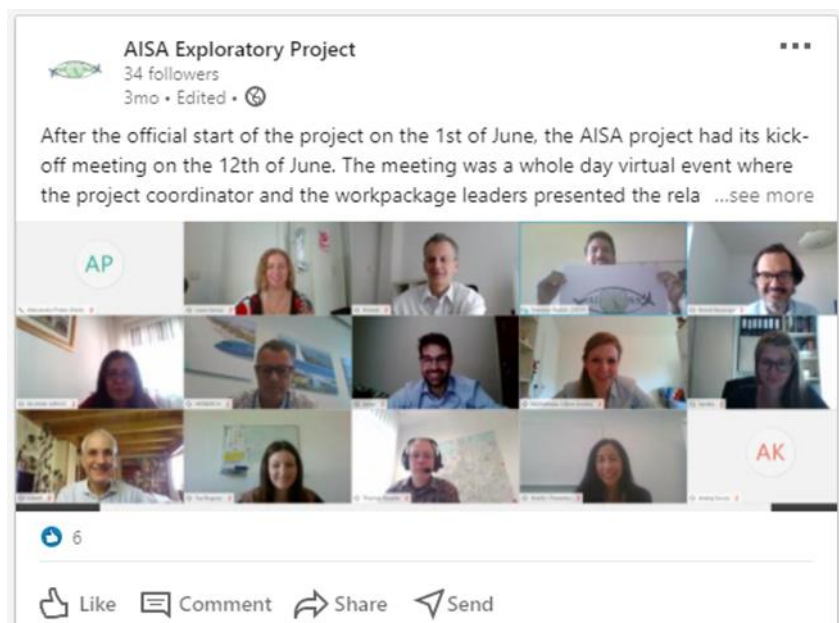 AISA Exploratory Project
34 followers
3mo • Edited •
After the official start of the project on the 1st of June, the AISA project had its kick-
off meeting on the 12th of June. The meeting was a whole day virtual event where
the project coordinator and the workpackage leaders presented the rela ...see more
AP
AK
6
Like Comment Share Send